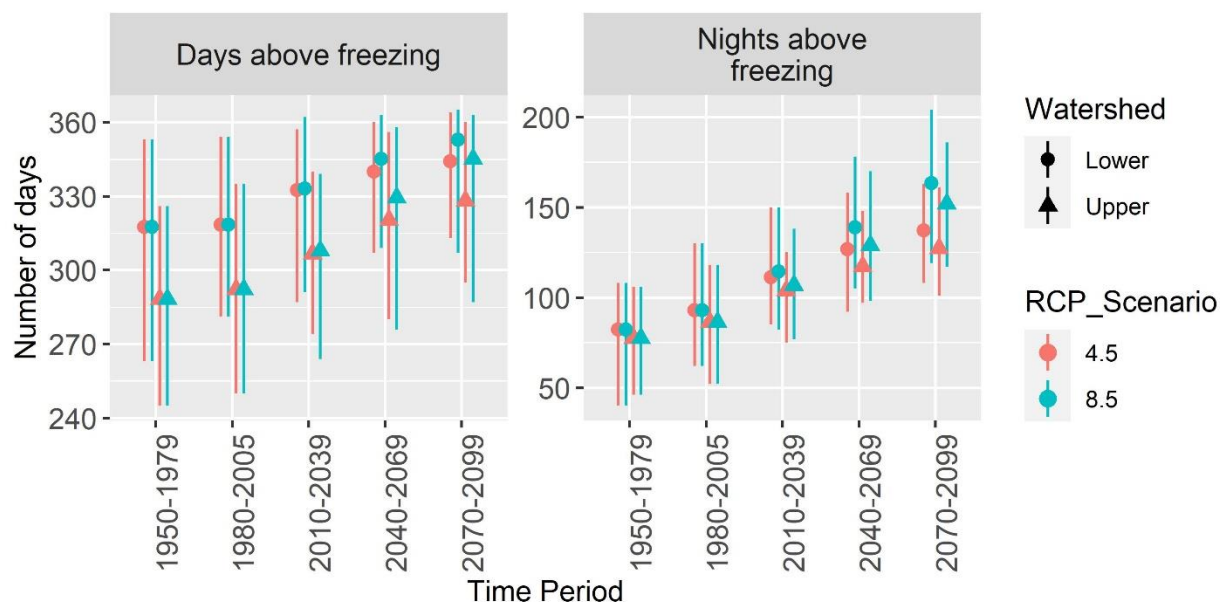 Days above freezing
Nights above
freezing
Number of days
360
330
300
270
240
200
150
100
50
1950-1979
1980-2005
2010-2039
2040-2069
2070-2099
1950-1979
1980-2005
2010-2039
2040-2069
2070-2099
Time Period
Watershed
Lower
Upper
RCP_Scenario
4.5
8.5